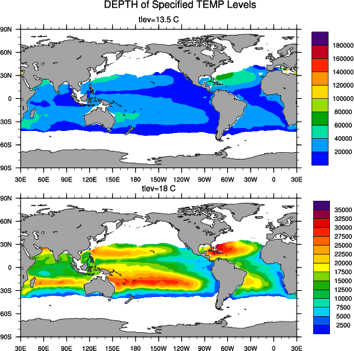 DEPTH of Specified TEMP Levels
tlev=13.5 C
90N
60N
30N
0
30S
60S
90S
30E 60E 90E 120E 150E 180 150W 120W 90W 60W 30W 0 30E
180000
160000
140000
120000
100000
80000
60000
40000
20000
tlev=18 C
90N
60N
30N
0
30S
60S
90S
30E 60E 90E 120E 150E 180 150W 120W 90W 60W 30W 0 30E
35000
32500
30000
27500
25000
22500
20000
17500
15000
12500
10000
7500
5000
2500